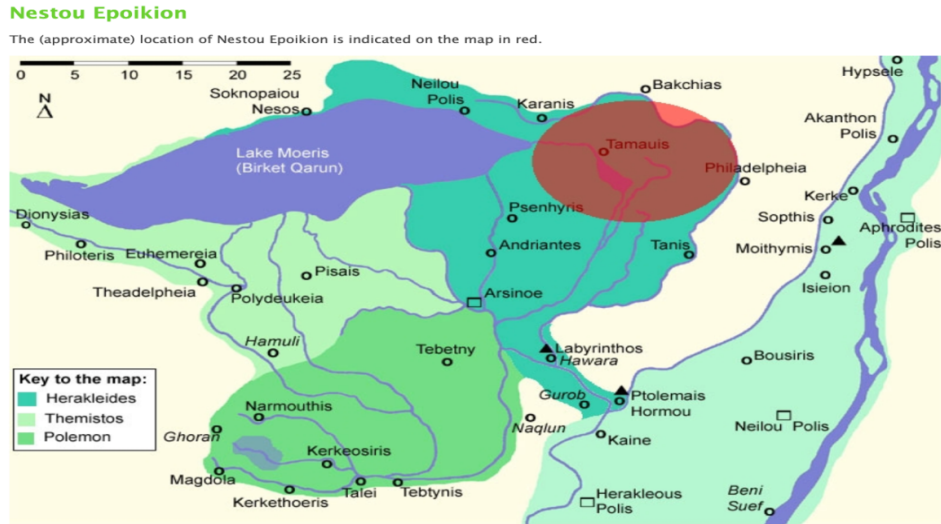 Nestou Epoikion
The (approximate) location of Nestou Epoikion is indicated on the map in red.
0 5 10 15 20 25
N
Soknopaiou
Nesos
Neilou
Polis
Karanis
Bakchias
Hypsele
Akanthon
Polis
Lake Moeris
(Birket Qarun)
Tamauis
Philadelpheia
Kerke
Dionysias
Psenhyris
Sopthis
Aphrodites
Polis
Philoteris
Euhemereia
Andriantes
Tanis
Moithymis
Pisais
Theadelpheia
Polydeukeia
Arsinoe
Isieion
Hamuli
Tebetny
Labyrinthos
Hawara
Bousiris
Key to the map:
Herakleides
Themistos
Polemon
Gurob
Ptolemais
Hormou
Narmouthis
Ghoran
Naqlun
Kaine
Neilou Polis
Kerkeosiris
Magdola
Kerkethoeris
Talei
Tebtynis
Herakleous
Polis
Beni
Suef